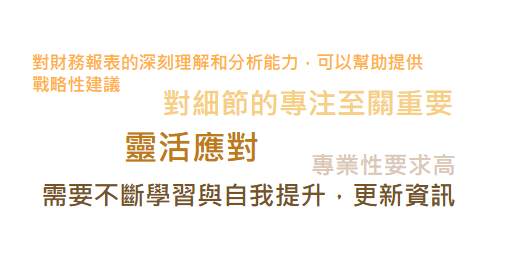 對財務報表的深刻理解和分析能力，可以幫助提供
戰略性建議
對細節的專注至關重要
靈活應對
專業性要求高
需要不斷學習與自我提升，更新資訊